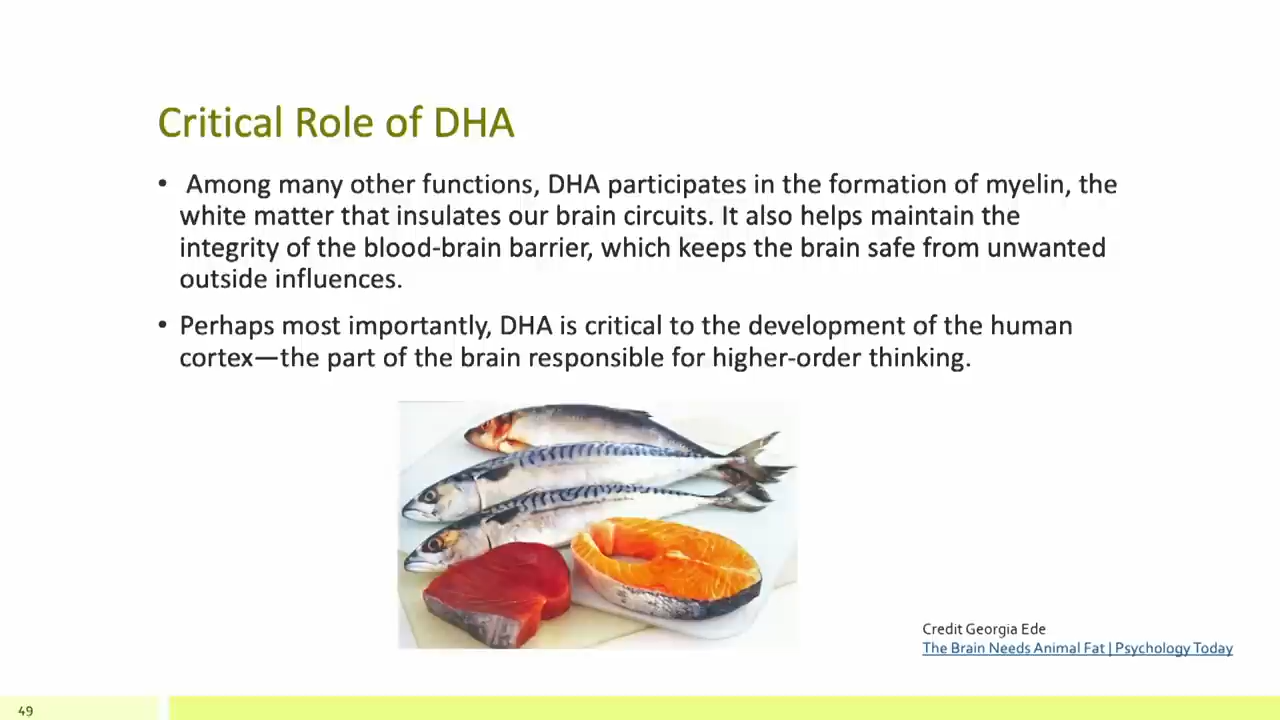 Critical Role of DHA
• Among many other functions, DHA participates in the formation of myelin, the
white matter that insulates our brain circuits. It also helps maintain the
integrity of the blood-brain barrier, which keeps the brain safe from unwanted
outside influences.
• Perhaps most importantly, DHA is critical to the development of the human
cortex—the part of the brain responsible for higher-order thinking.
Credit Georgia Ede
The Brain Needs Animal Fat | Psychology Today
49